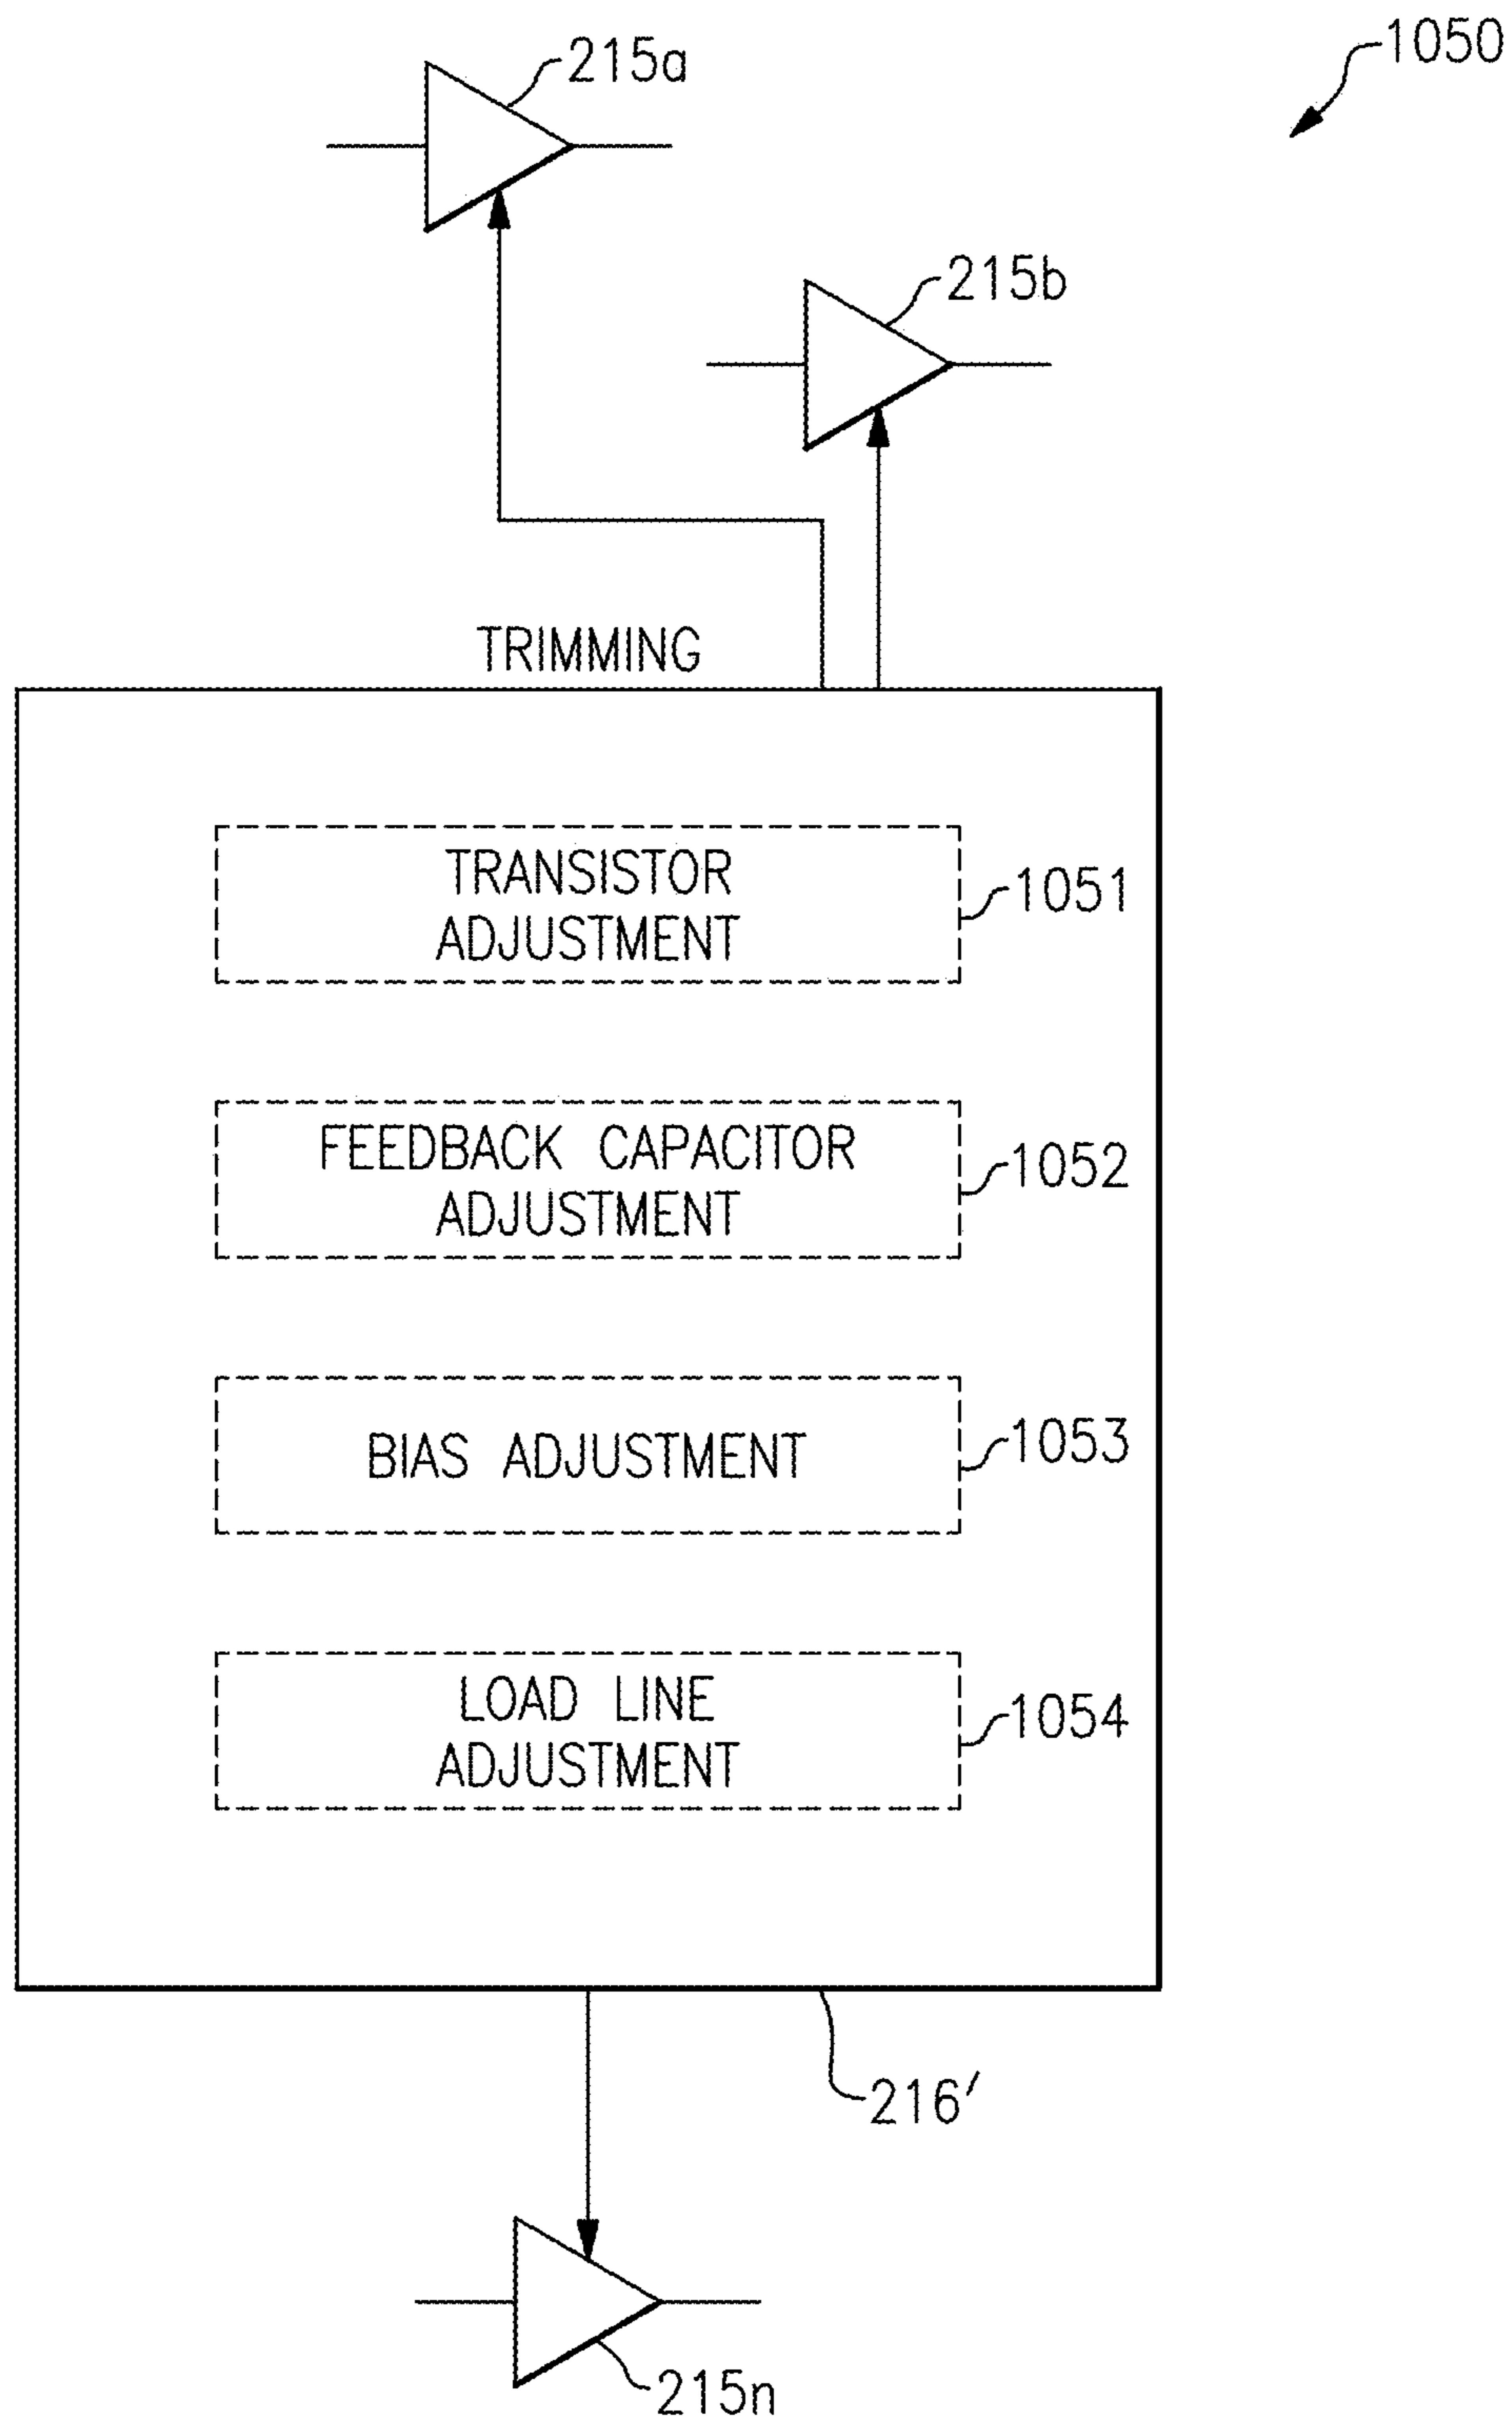 1050
215a
215b
TRIMMING
TRANSISTOR
ADJUSTMENT
1051
FEEDBACK CAPACITOR
ADJUSTMENT
1052
BIAS ADJUSTMENT
1053
LOAD LINE
ADJUSTMENT
1054
216′
215n